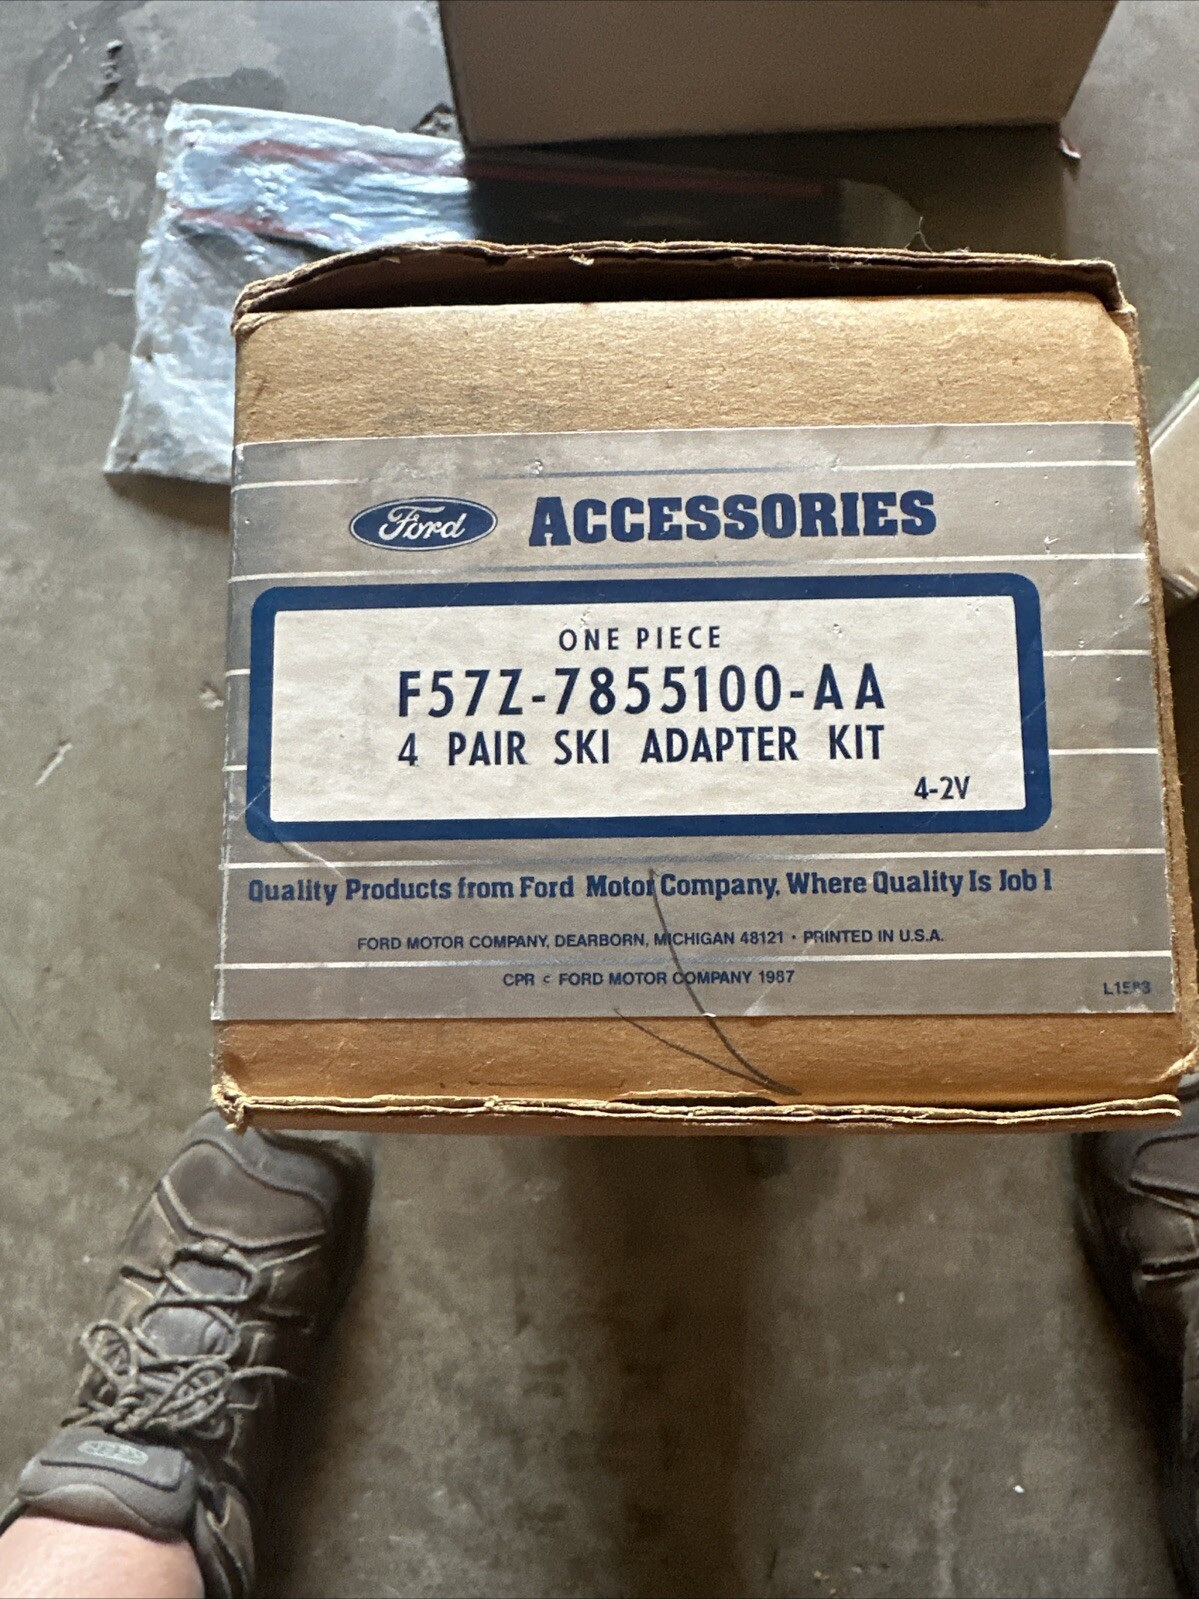 Ford ACCESSORIES
ONE PIECE
F57Z-7855100-AA
4 PAIR SKI ADAPTER KIT
4-2V
Quality Products from Ford Motor Company, Where Quality Is Job 1
FORD MOTOR COMPANY, DEARBORN, MICHIGAN 48121 · PRINTED IN U.S.A.
CPR © FORD MOTOR COMPANY 1987